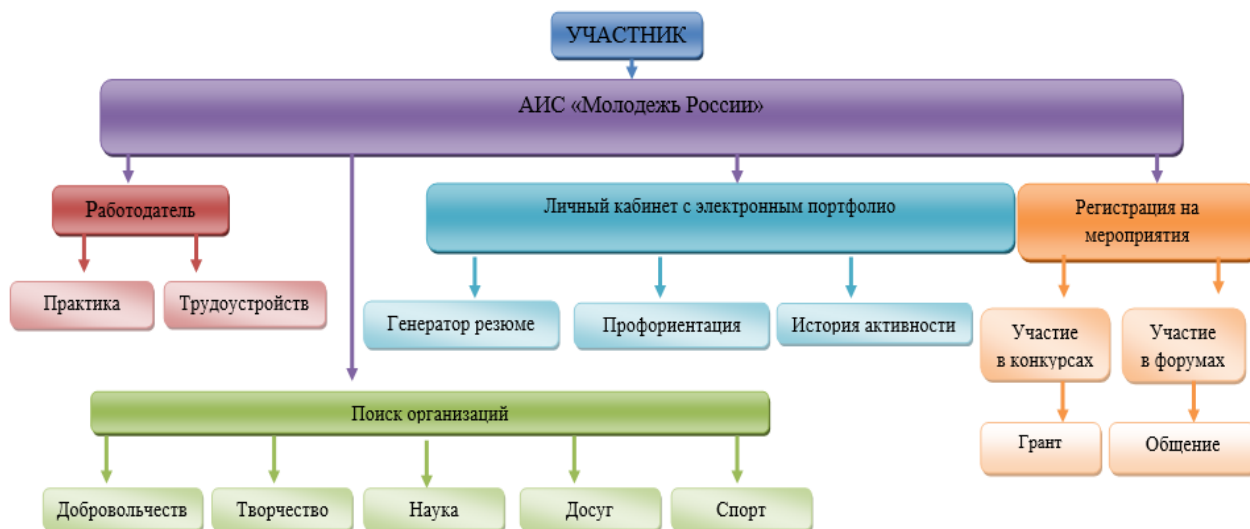 УЧАСТНИК
АИС «Молодежь России»
Работодатель
Личный кабинет с электронным портфолио
Регистрация на
мероприятия
Практика
Трудоустройств
Генератор резюме
Профориентация
История активности
Участие
в конкурсах
Участие
в форумах
Поиск организаций
Грант
Общение
Добровольчеств
Творчество
Наука
Досуг
Спорт